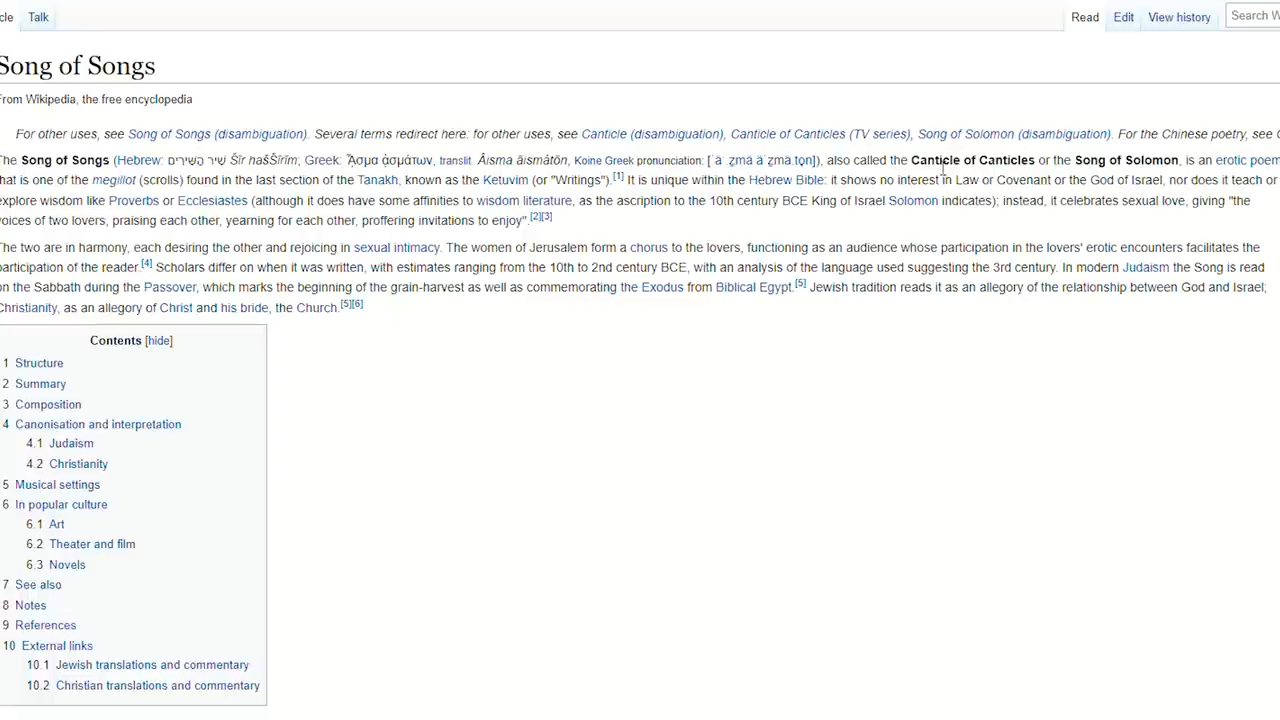 cle Talk Read Edit View history Search W
Song of Songs
From Wikipedia, the free encyclopedia
For other uses, see Song of Songs (disambiguation). Several terms redirect here: for other uses, see Canticle (disambiguation), Canticle of Canticles (TV series), Song of Solomon (disambiguation). For the Chinese poetry, see C
The Song of Songs (Hebrew: שִׁיר הַשִּׁירִים Šîr hašŠîrîm, Greek: ᾎσμα ᾀσμάτων, translit. Âisma āismátōn, Koine Greek pronunciation: also called the Canticle of Canticles or the Song of Solomon, is an erotic poem
that is one of the megillot (scrolls) found in the last section of the Tanakh, known as the Ketuvim (or "Writings").[1] It is unique within the Hebrew Bible: it shows no interest in Law or Covenant or the God of Israel, nor does it teach or
explore wisdom like Proverbs or Ecclesiastes (although it does have some affinities to wisdom literature, as the ascription to the 10th century BCE King of Israel Solomon indicates); instead, it celebrates sexual love, giving "the
voices of two lovers, praising each other, yearning for each other, proffering invitations to enjoy".[2][3]
The two are in harmony, each desiring the other and rejoicing in sexual intimacy. The women of Jerusalem form a chorus to the lovers, functioning as an audience whose participation in the lovers' erotic encounters facilitates the
participation of the reader.[4] Scholars differ on when it was written, with estimates ranging from the 10th to 2nd century BCE, with an analysis of the language used suggesting the 3rd century. In modern Judaism the Song is read
on the Sabbath during the Passover, which marks the beginning of the grain-harvest as well as commemorating the Exodus from Biblical Egypt.[5] Jewish tradition reads it as an allegory of the relationship between God and Israel;
Christianity, as an allegory of Christ and his bride, the Church.[5][6]
Contents [hide]
1 Structure
2 Summary
3 Composition
4 Canonisation and interpretation
4.1 Judaism
4.2 Christianity
5 Musical settings
6 In popular culture
6.1 Art
6.2 Theater and film
6.3 Novels
7 See also
8 Notes
9 References
10 External links
10.1 Jewish translations and commentary
10.2 Christian translations and commentary